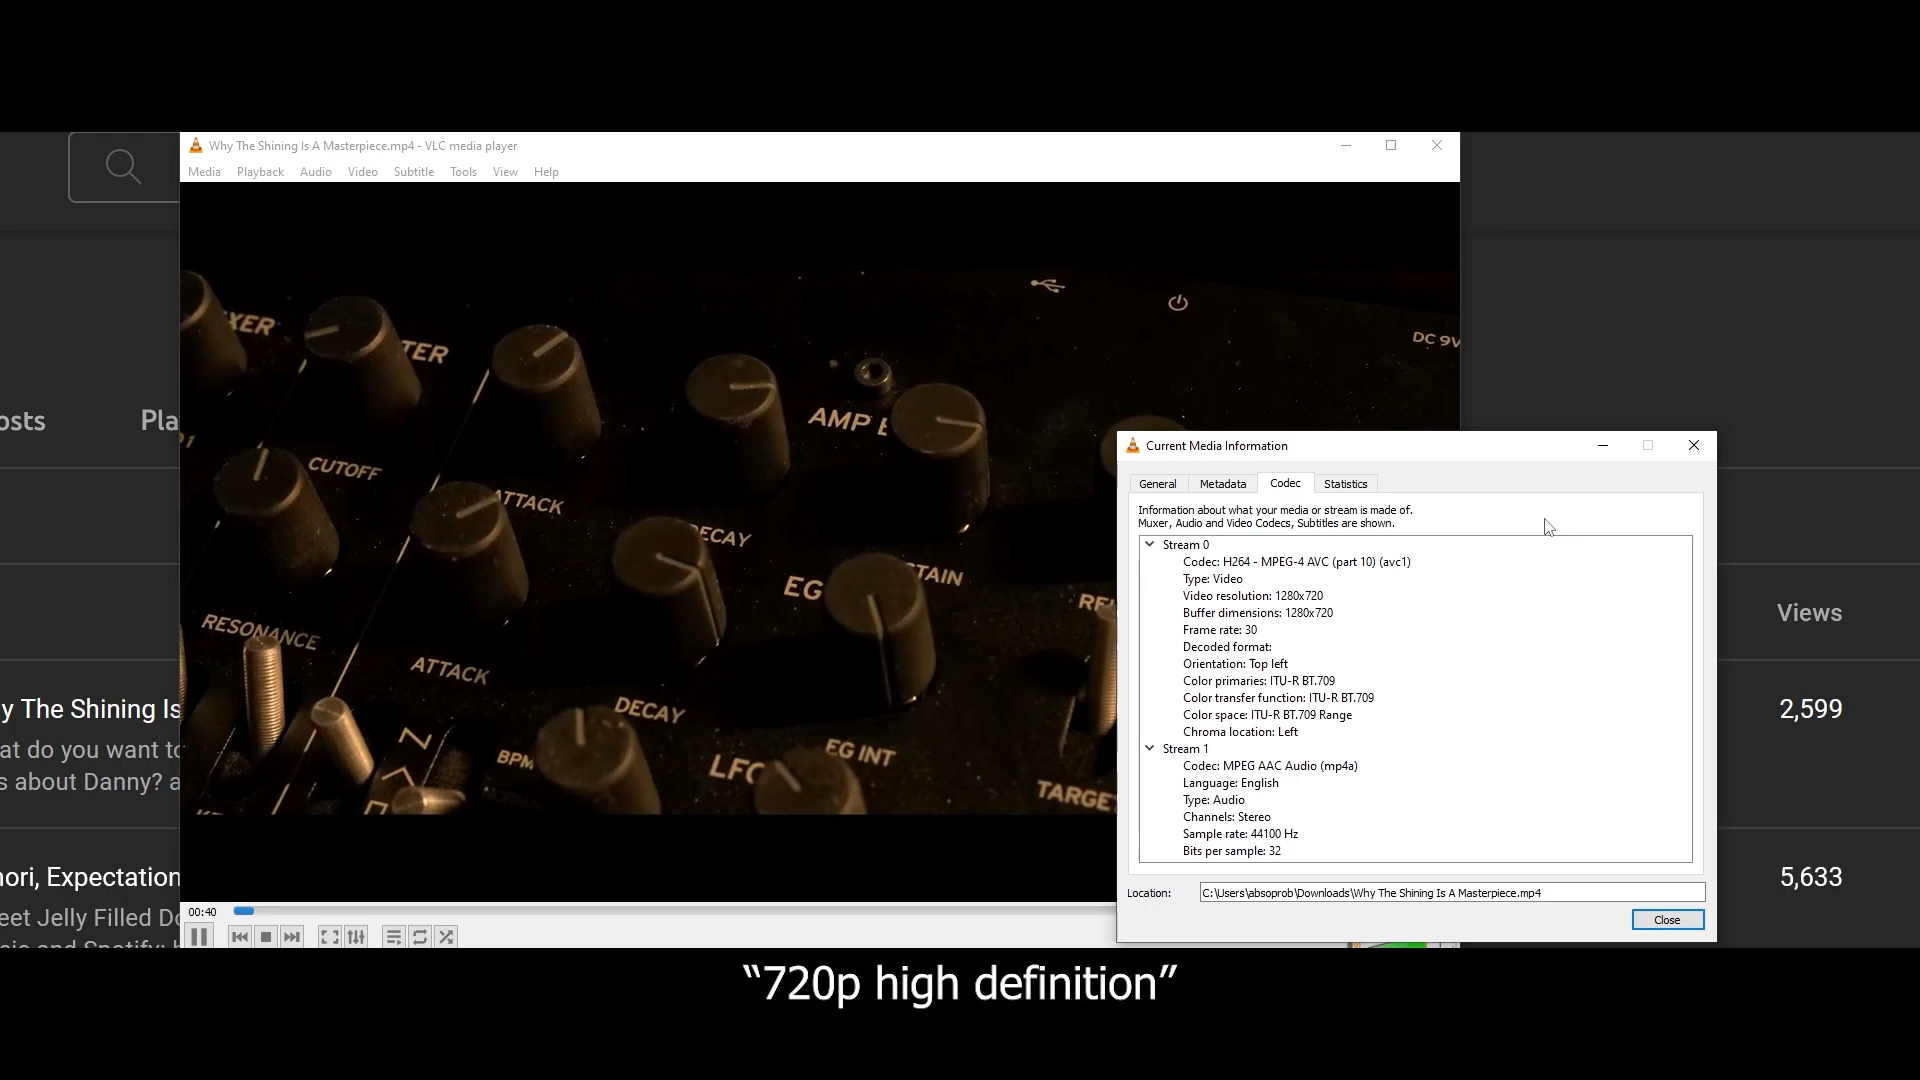 Why The Shining Is A Masterpiece.mp4 - VLC media player
Media Playback Audio Video Subtitle Tools View Help
XER
TER
DC 9V
AMP E
CUTOFF
ATTACK
DECAY
EG
TAIN
RESONANCE
ATTACK
DECAY
BPM
LFO
EG INT
TARGET
osts
Pla
y The Shining Is
at do you want to
s about Danny? a
ori, Expectation
eet Jelly Filled Do
Views
2,599
5,633
Current Media Information
General Metadata Codec Statistics
Information about what your media or stream is made of.
Muxer, Audio and Video Codecs, Subtitles are shown.
Stream 0
Codec: H264 - MPEG-4 AVC (part 10) (avc1)
Type: Video
Video resolution: 1280x720
Buffer dimensions: 1280x720
Frame rate: 30
Decoded format:
Orientation: Top left
Color primaries: ITU-R BT.709
Color transfer function: ITU-R BT.709
Color space: ITU-R BT.709 Range
Chroma location: Left
Stream 1
Codec: MPEG AAC Audio (mp4a)
Language: English
Type: Audio
Channels: Stereo
Sample rate: 44100 Hz
Bits per sample: 32
Location: C:\Users\absoprob\Downloads\Why The Shining Is A Masterpiece.mp4
Close
00:40
“720p high definition”